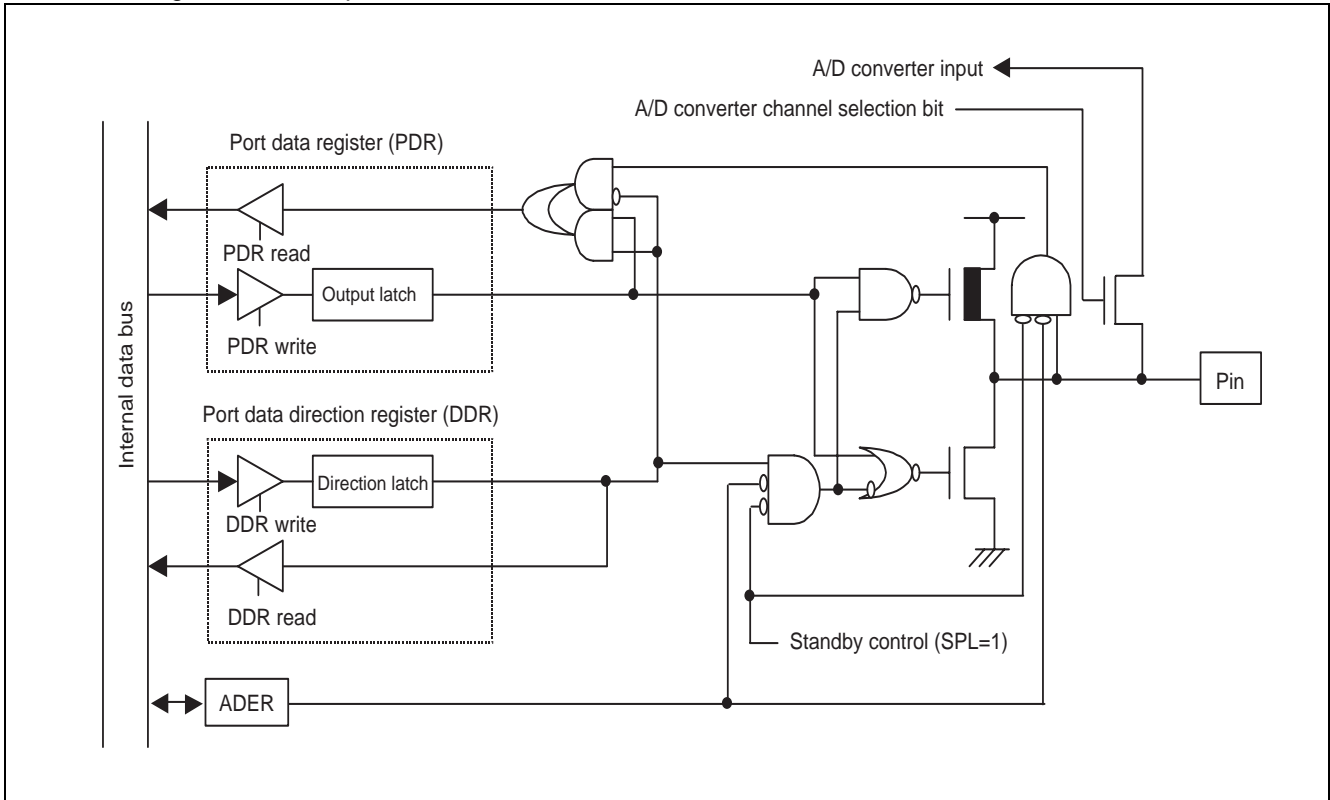 A/D converter input
A/D converter channel selection bit
Port data register (PDR)
PDR read
Output latch
PDR write
Internal data bus
Pin
Port data direction register (DDR)
Direction latch
DDR write
DDR read
Standby control (SPL=1)
ADER